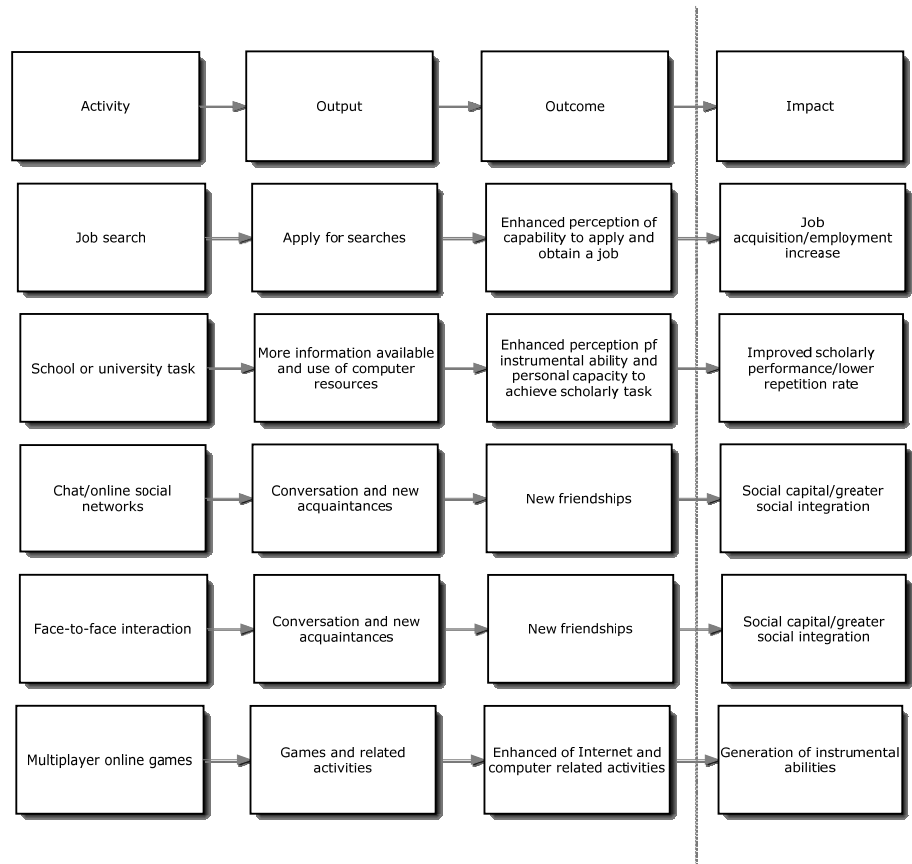 Activity
Output
Outcome
Impact
Job search
Apply for searches
Enhanced perception of
capability to apply and
obtain a job
Job
acquisition/employment
increase
School or university task
More information available
and use of computer
resources
Enhanced perception pf
instrumental ability and
personal capacity to
achieve scholarly task
Improved scholarly
performance/lower
repetition rate
Chat/online social
networks
Conversation and new
acquaintances
New friendships
Social capital/greater
social integration
Face-to-face interaction
Conversation and new
acquaintances
New friendships
Social capital/greater
social integration
Multiplayer online games
Games and related
activities
Enhanced of Internet and
computer related activities
Generation of instrumental
abilities